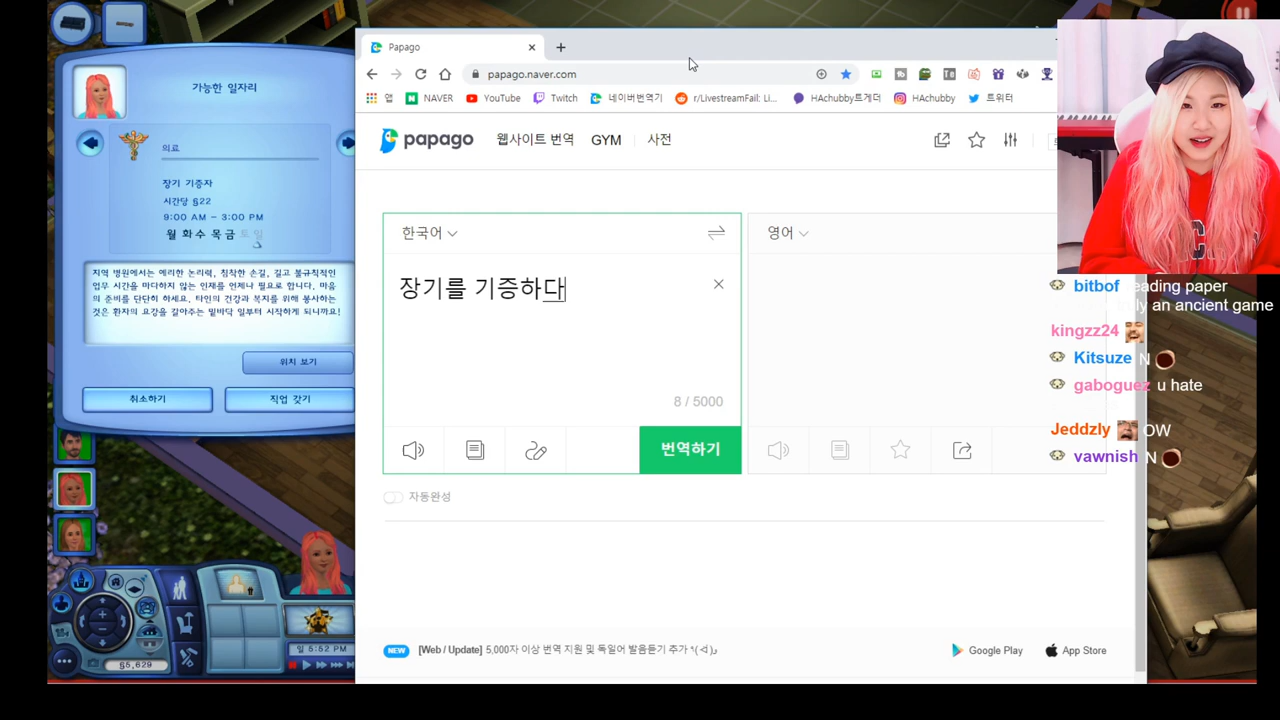 가능한 일자리
의료
장기 기증자
시간당 §22
9:00 AM – 3:00 PM
월 화 수 목 금 토 일
지역 병원에서는 예리한 논리력, 침착한 손길, 길고 불규칙적인
업무 시간을 마다하지 않는 인재를 언제나 필요로 합니다. 마음
의 준비를 단단히 하세요. 타인의 건강과 복지를 위해 봉사하는
것은 환자의 요강을 갈아주는 밑바닥 일부터 시작하게 되니까요!
위치 보기
취소하기
직업 갖기
§5,629
일 5:52 PM
Papago
papago.naver.com
앱
NAVER
YouTube
Twitch
네이버번역기
r/LivestreamFail: Li...
HAchubby트게더
HAchubby
트위터
papago
웹사이트 번역
GYM
사전
한국어
영어
장기를 기증하다
8 / 5000
번역하기
자동완성
NEW
[Web / Update] 5,000자 이상 번역 지원 및 독일어 발음듣기 추가
Google Play
App Store
bitbof eading paper
an ancient game
kingzz24
Kitsuze N
gaboguez u hate
Jeddzly OW
vawnish N